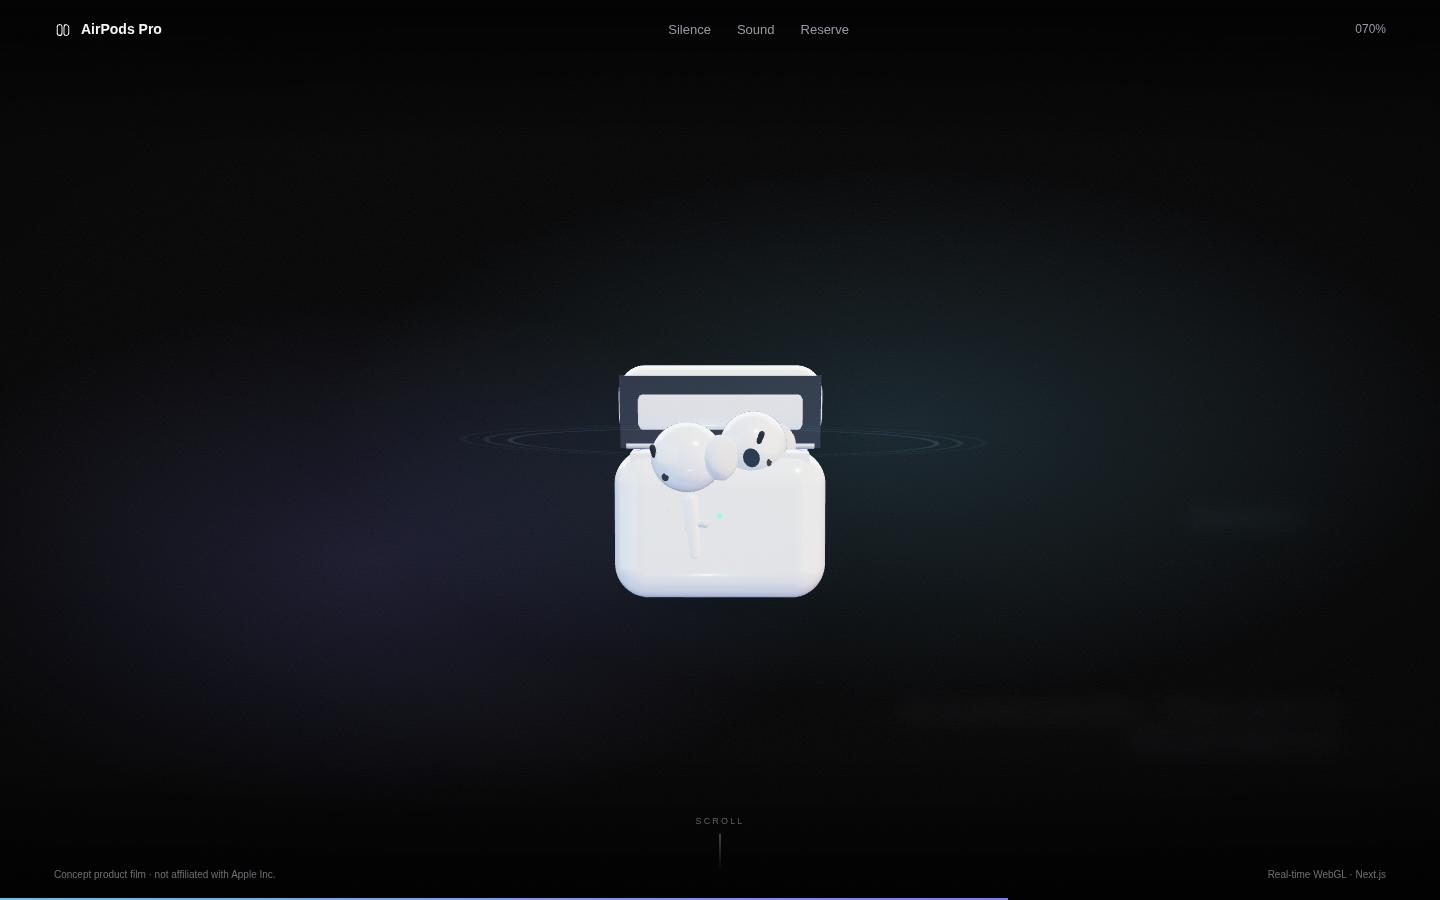 AirPods Pro
Silence Sound Reserve
070%
SCROLL
Concept product film · not affiliated with Apple Inc.
Real-time WebGL · Next.js